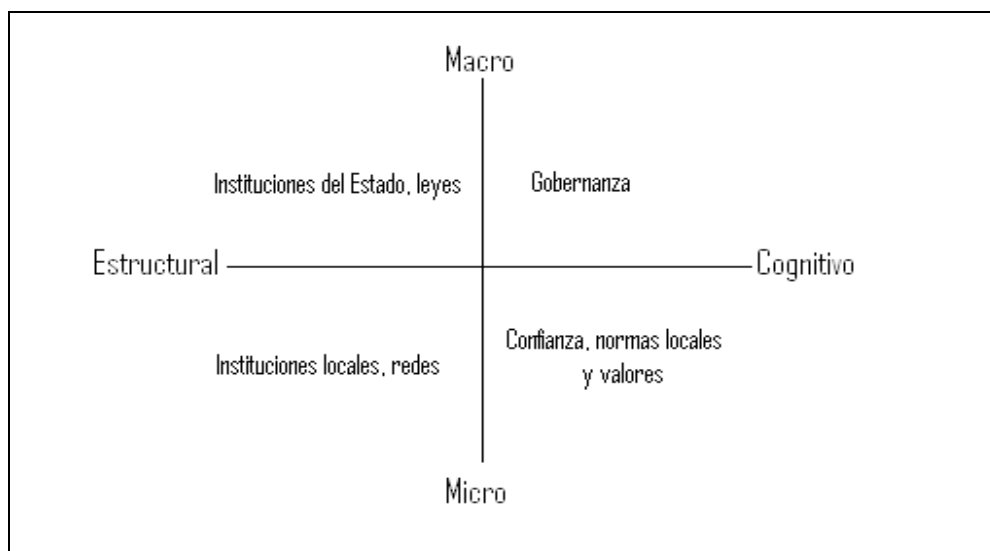 Macro
Instituciones del Estado, leyes
Gobernanza
Estructural
Cognitivo
Instituciones locales, redes
Confianza, normas locales
y valores
Micro